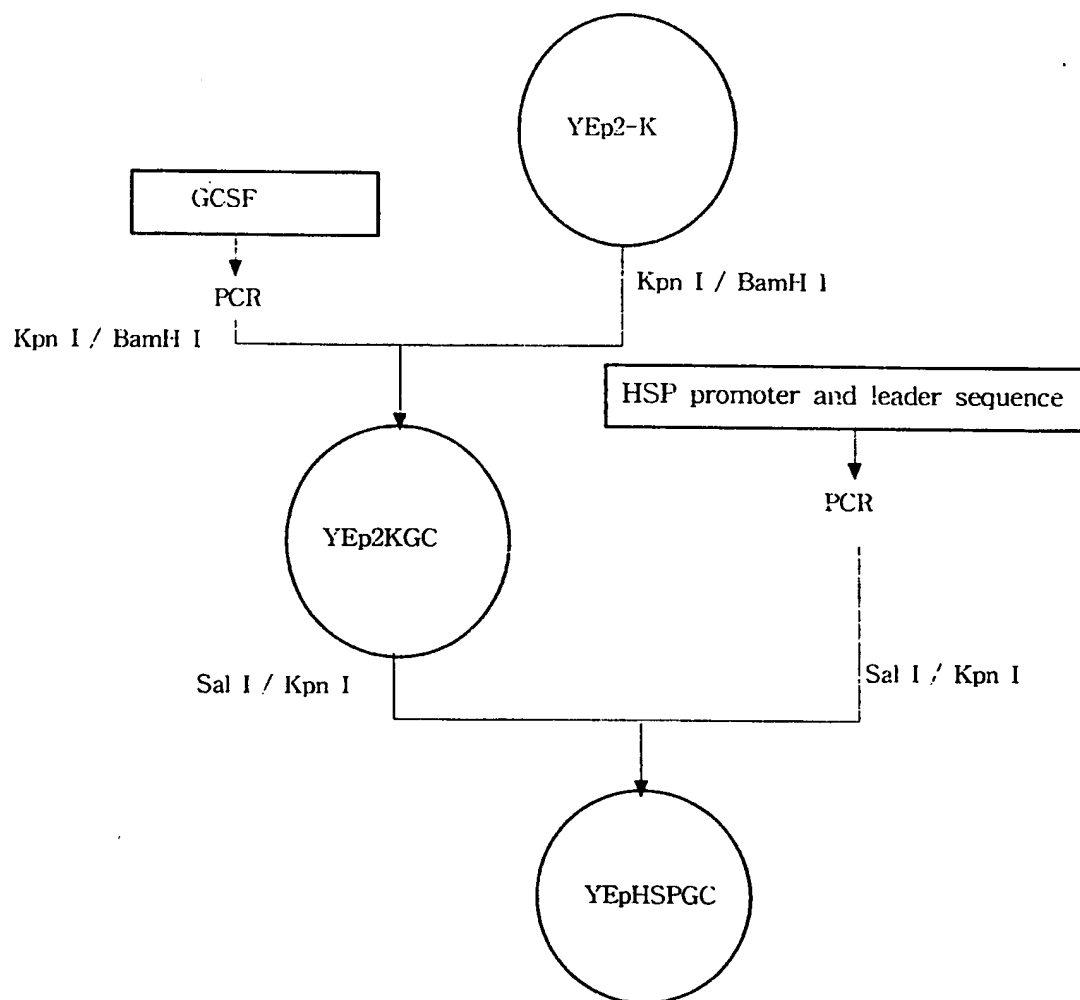 YEp2-K
GCSF
PCR
Kpn I / BamH I
Kpn I / BamH I
HSP promoter and leader sequence
PCR
YEp2KGC
Sal I / Kpn I
Sal I / Kpn I
YEpHSPGC